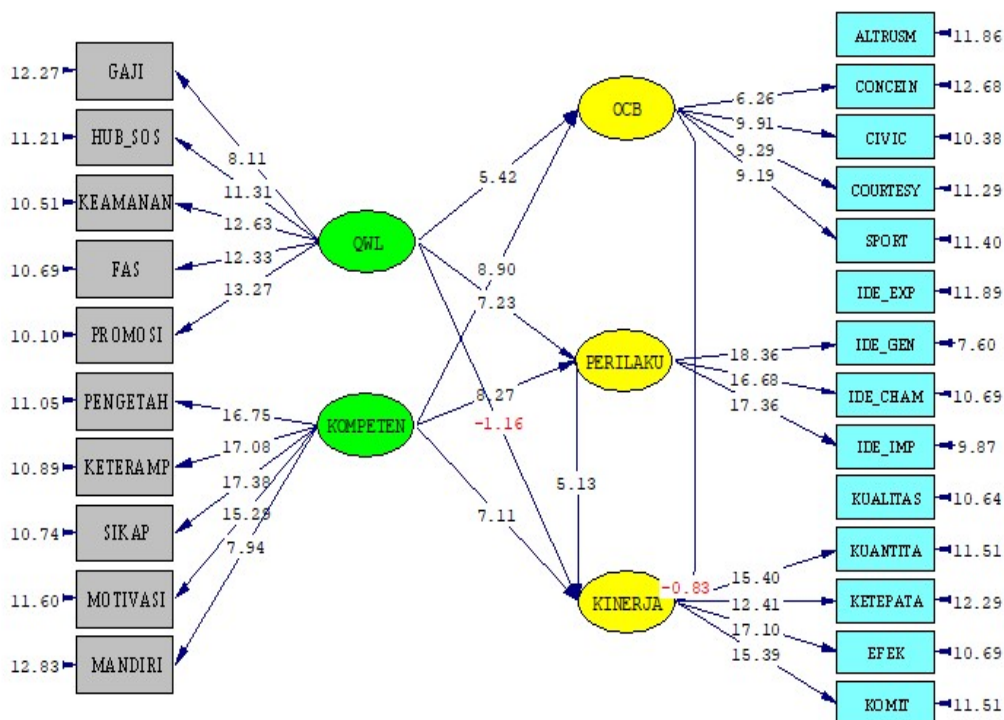 12.27 GAJI
11.21 HUB_SOS
10.51 KEAMANAN
10.69 FAS
10.10 PROMOSI
11.05 PENGETAH
10.89 KETERAMP
10.74 SIKAP
11.60 MOTIVASI
12.83 MANDIRI
8.11
11.31
12.63
12.33
13.27
16.75
17.08
17.38
15.29
7.94
QWL
KOMPETEN
5.42
8.90
7.23
8.27
-1.16
7.11
5.13
-0.83
OCB
PERILAKU
KINERJA
6.26
9.91
9.29
9.19
18.36
16.68
17.36
15.40
12.41
17.10
15.39
ALTRUSM 11.86
CONCEIN 12.68
CIVIC 10.38
COURTESY 11.29
SPORT 11.40
IDE_EXP 11.89
IDE_GEN 7.60
IDE_CHAM 10.69
IDE_IMP 9.87
KUALITAS 10.64
KUANTITA 11.51
KETEPATA 12.29
EFEK 10.69
KOMIT 11.51